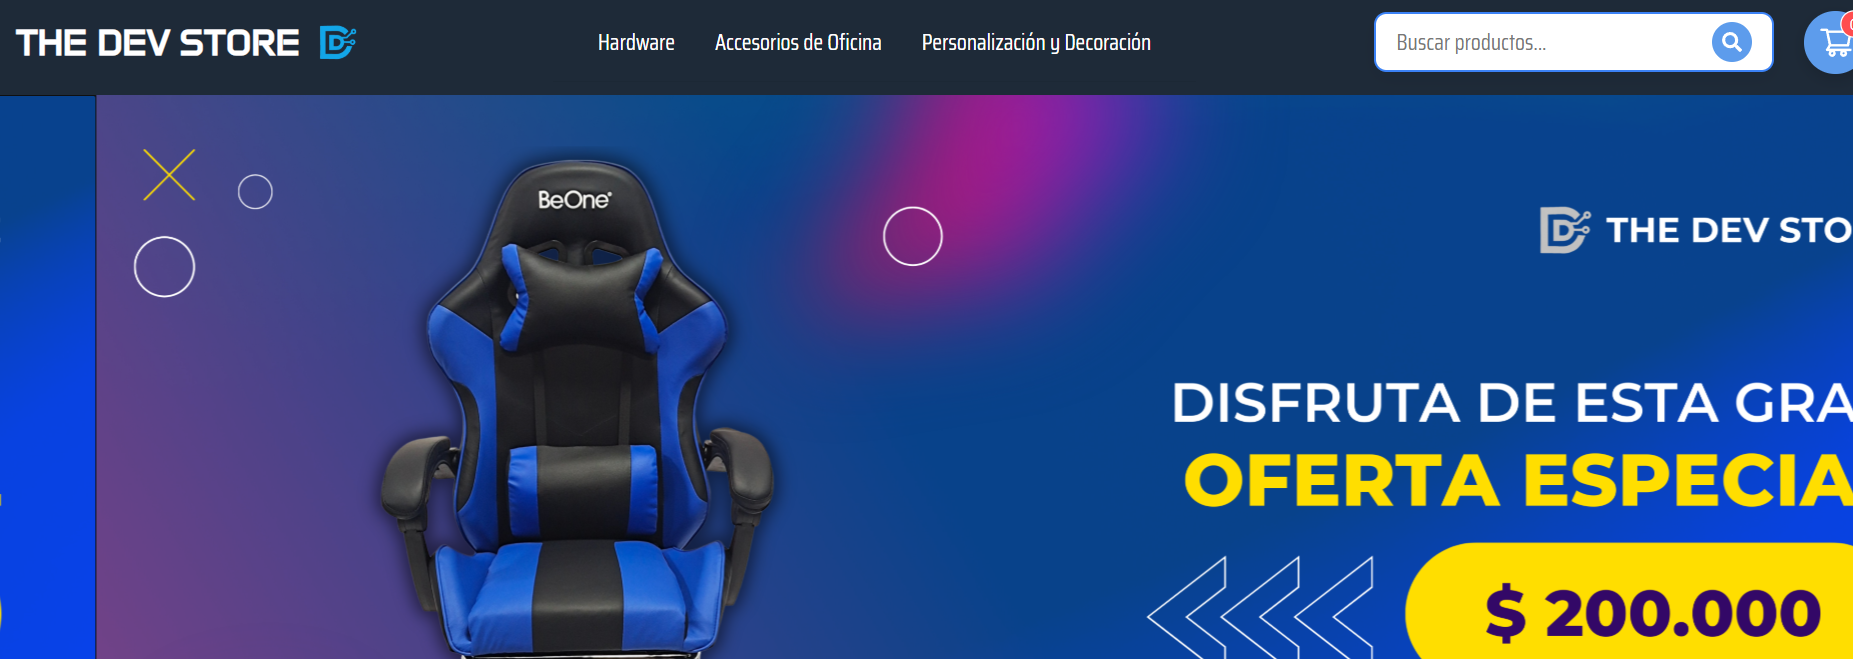 THE DEV STORE
Hardware
Accesorios de Oficina
Personalización y Decoración
Buscar productos...
BeOne
THE DEV STO
DISFRUTA DE ESTA GRA
OFERTA ESPECIA
$ 200.000